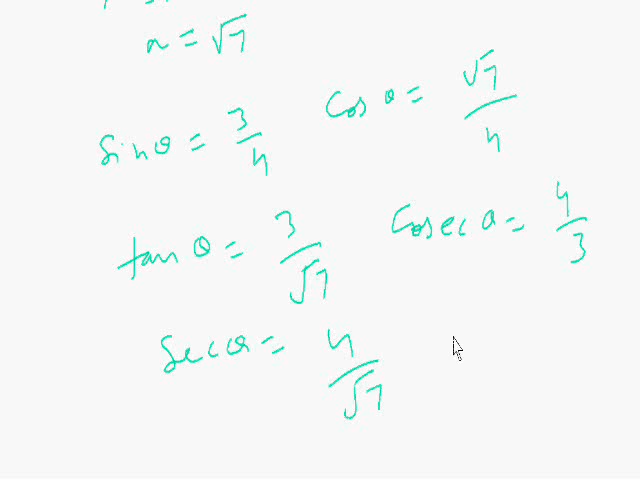 x = √7
sin θ = 3/4 cos θ = √7/4
tan θ = 3/√7 cosec θ = 4/3
sec θ = 4/√7